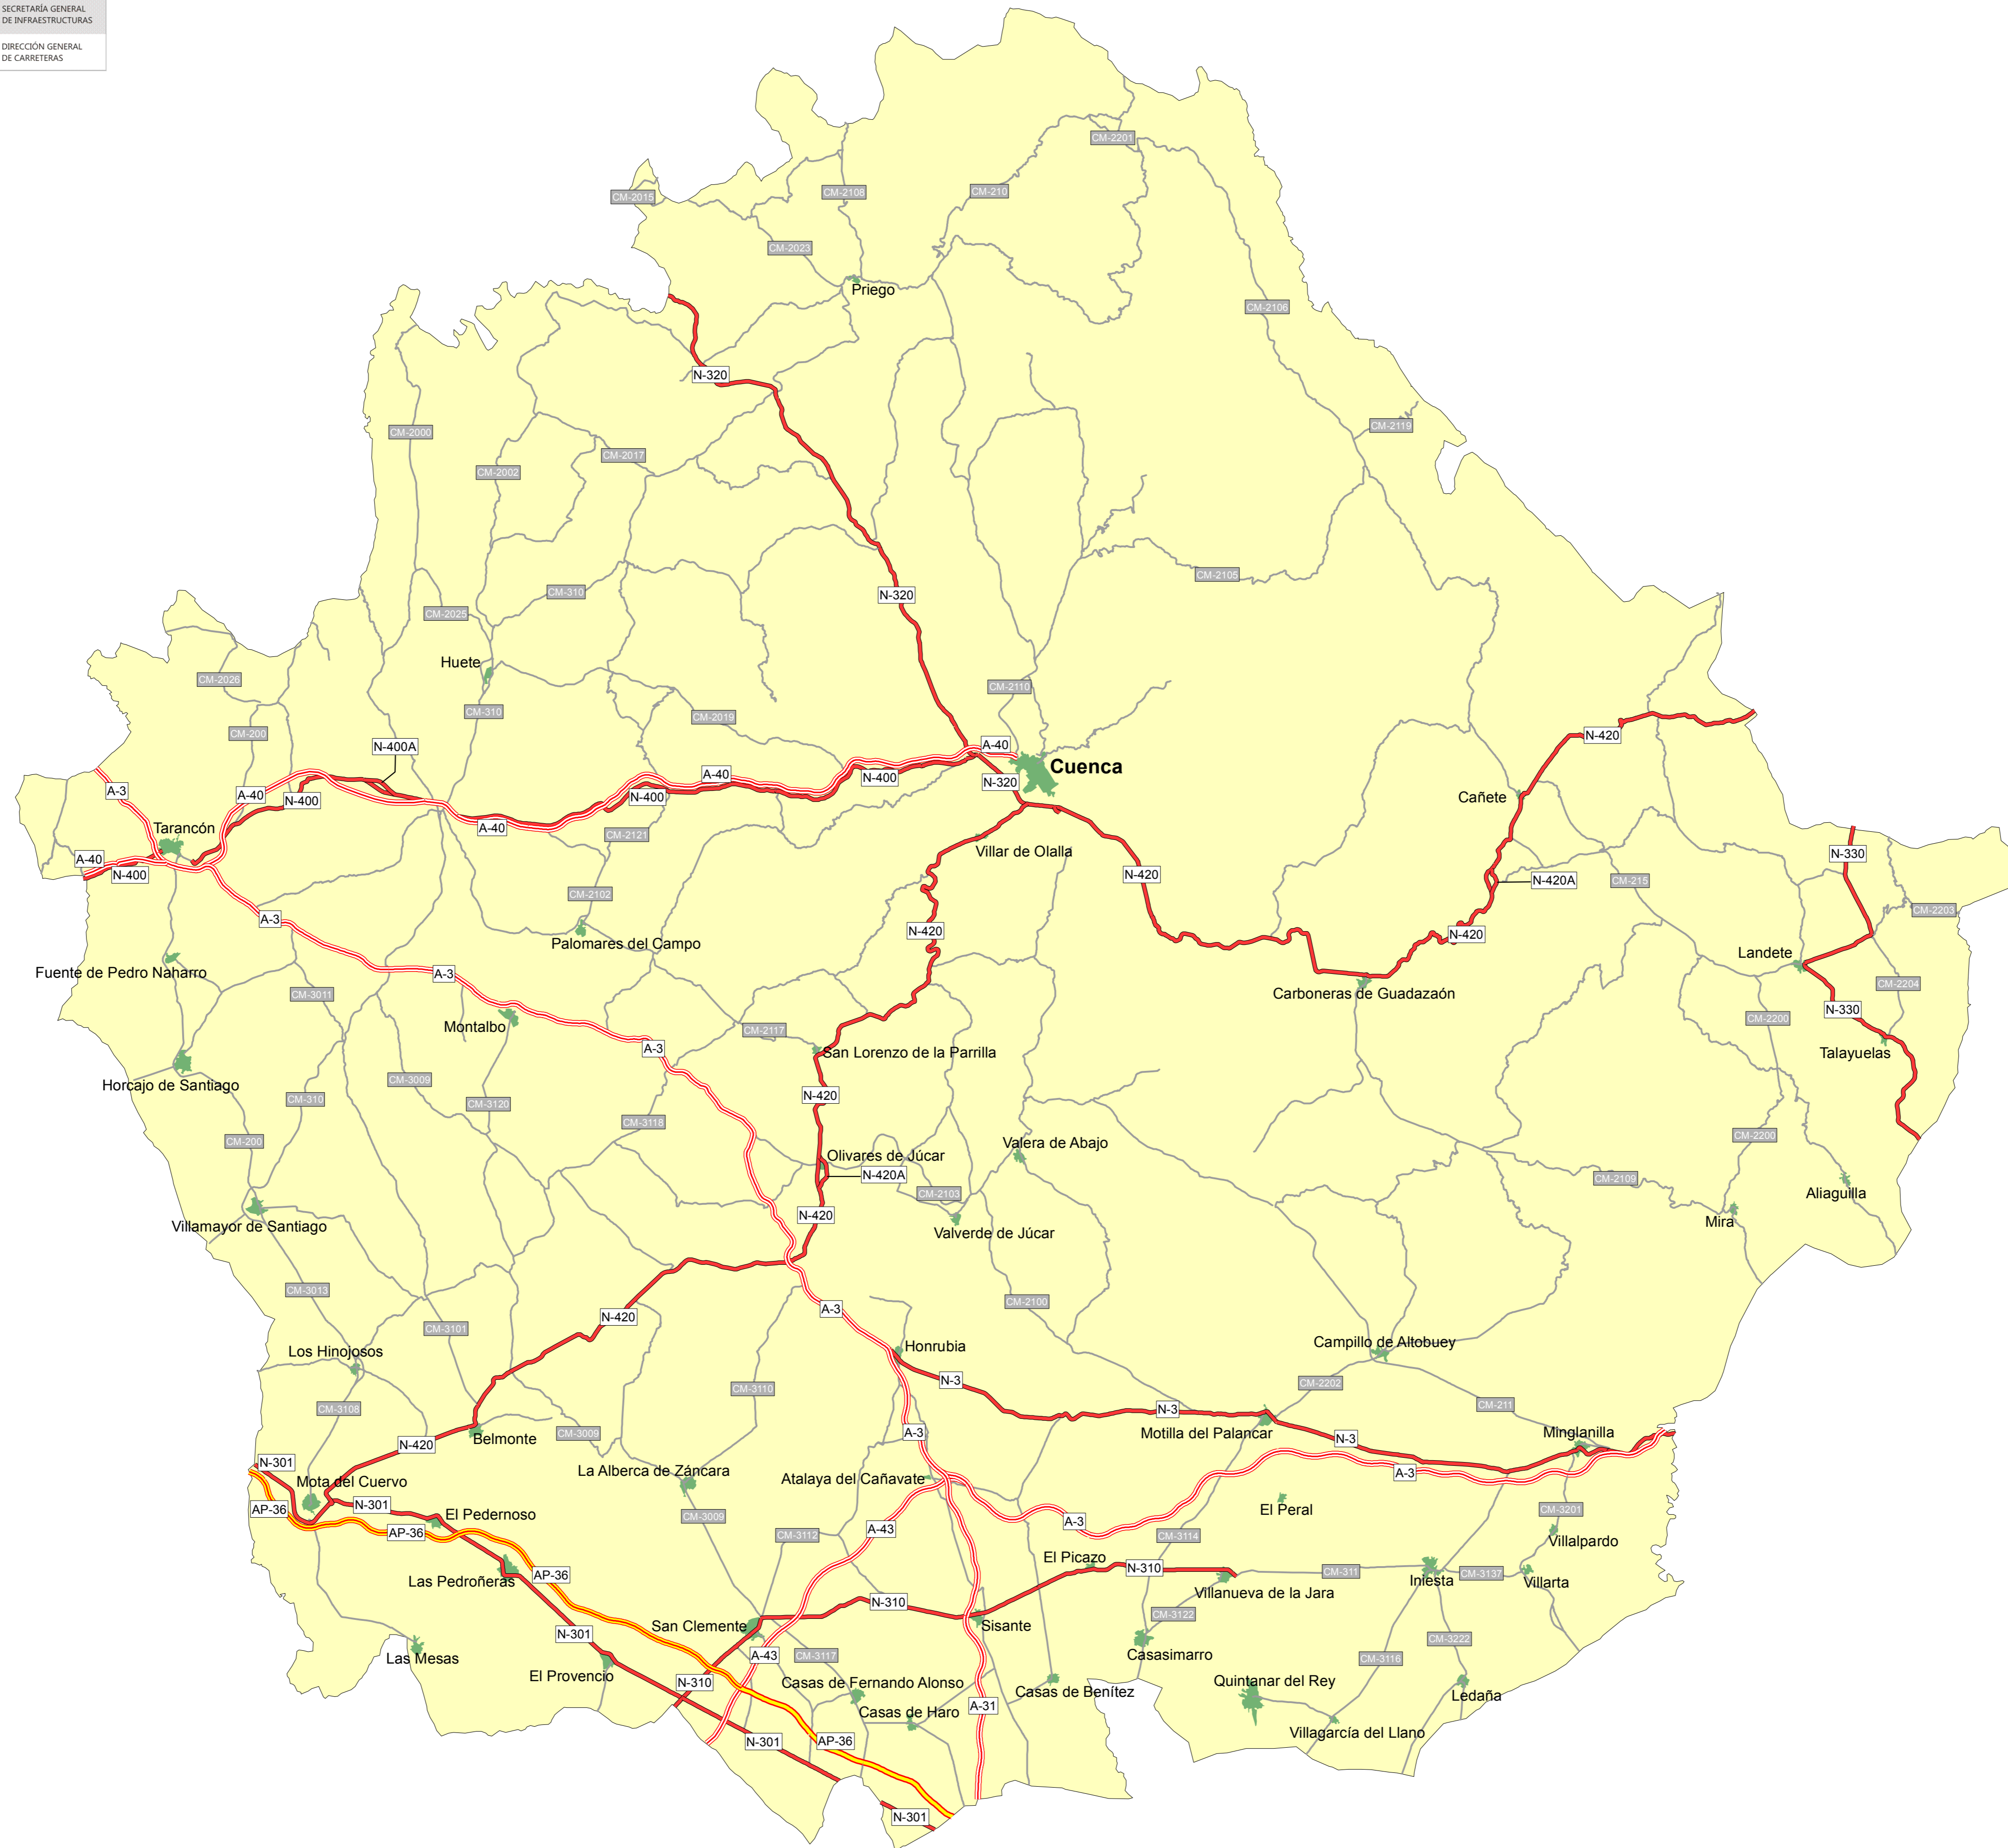 SECRETARÍA GENERAL
DE INFRAESTRUCTURAS
DIRECCIÓN GENERAL
DE CARRETERAS
CM-2201
CM-2015
CM-2108
CM-210
CM-2023
Priego
CM-2106
N-320
CM-2119
CM-2000
CM-2017
CM-2002
CM-2105
CM-310
N-320
CM-2025
Huete
CM-2026
CM-2110
CM-310
CM-2019
CM-200
N-420
N-400A
A-40
Cuenca
A-40
N-400
N-320
A-3
A-40
N-400
N-400
Cañete
Tarancón
A-40
CM-2121
Villar de Olalla
N-330
A-40
N-400
N-420
N-420A
CM-215
CM-2102
CM-2203
A-3
N-420
N-420
Palomares del Campo
Landete
Fuente de Pedro Naharro
A-3
CM-2204
CM-3011
Carboneras de Guadazaón
N-330
Montalbo
CM-2117
CM-2200
Talayuelas
A-3
San Lorenzo de la Parrilla
Horcajo de Santiago
CM-3009
N-420
CM-310
CM-3120
CM-3118
CM-200
CM-2200
Valera de Abajo
Olivares de Júcar
N-420A
CM-2109
CM-2103
Aliaguilla
N-420
Villamayor de Santiago
Mira
Valverde de Júcar
CM-3013
CM-2100
A-3
N-420
CM-3101
Campillo de Altobuey
Honrubia
Los Hinojosos
N-3
CM-2202
CM-3110
CM-211
CM-3108
N-3
Minglanilla
A-3
CM-3009
Motilla del Palancar
Belmonte
N-3
N-420
N-301
La Alberca de Záncara
A-3
Atalaya del Cañavate
Mota del Cuervo
N-301
AP-36
El Peral
El Pedernoso
CM-3009
CM-3201
A-3
A-43
AP-36
CM-3112
CM-3114
Villalpardo
El Picazo
N-310
AP-36
CM-311
CM-3137
Las Pedroñeras
Iniesta
Villarta
Villanueva de la Jara
N-310
CM-3122
San Clemente
Sisante
N-301
CM-3222
A-43
CM-3117
Casasimarro
Las Mesas
CM-3116
El Provencio
N-310
Casas de Fernando Alonso
Quintanar del Rey
Casas de Benítez
Ledaña
A-31
Casas de Haro
Villagarcía del Llano
N-301
AP-36
N-301